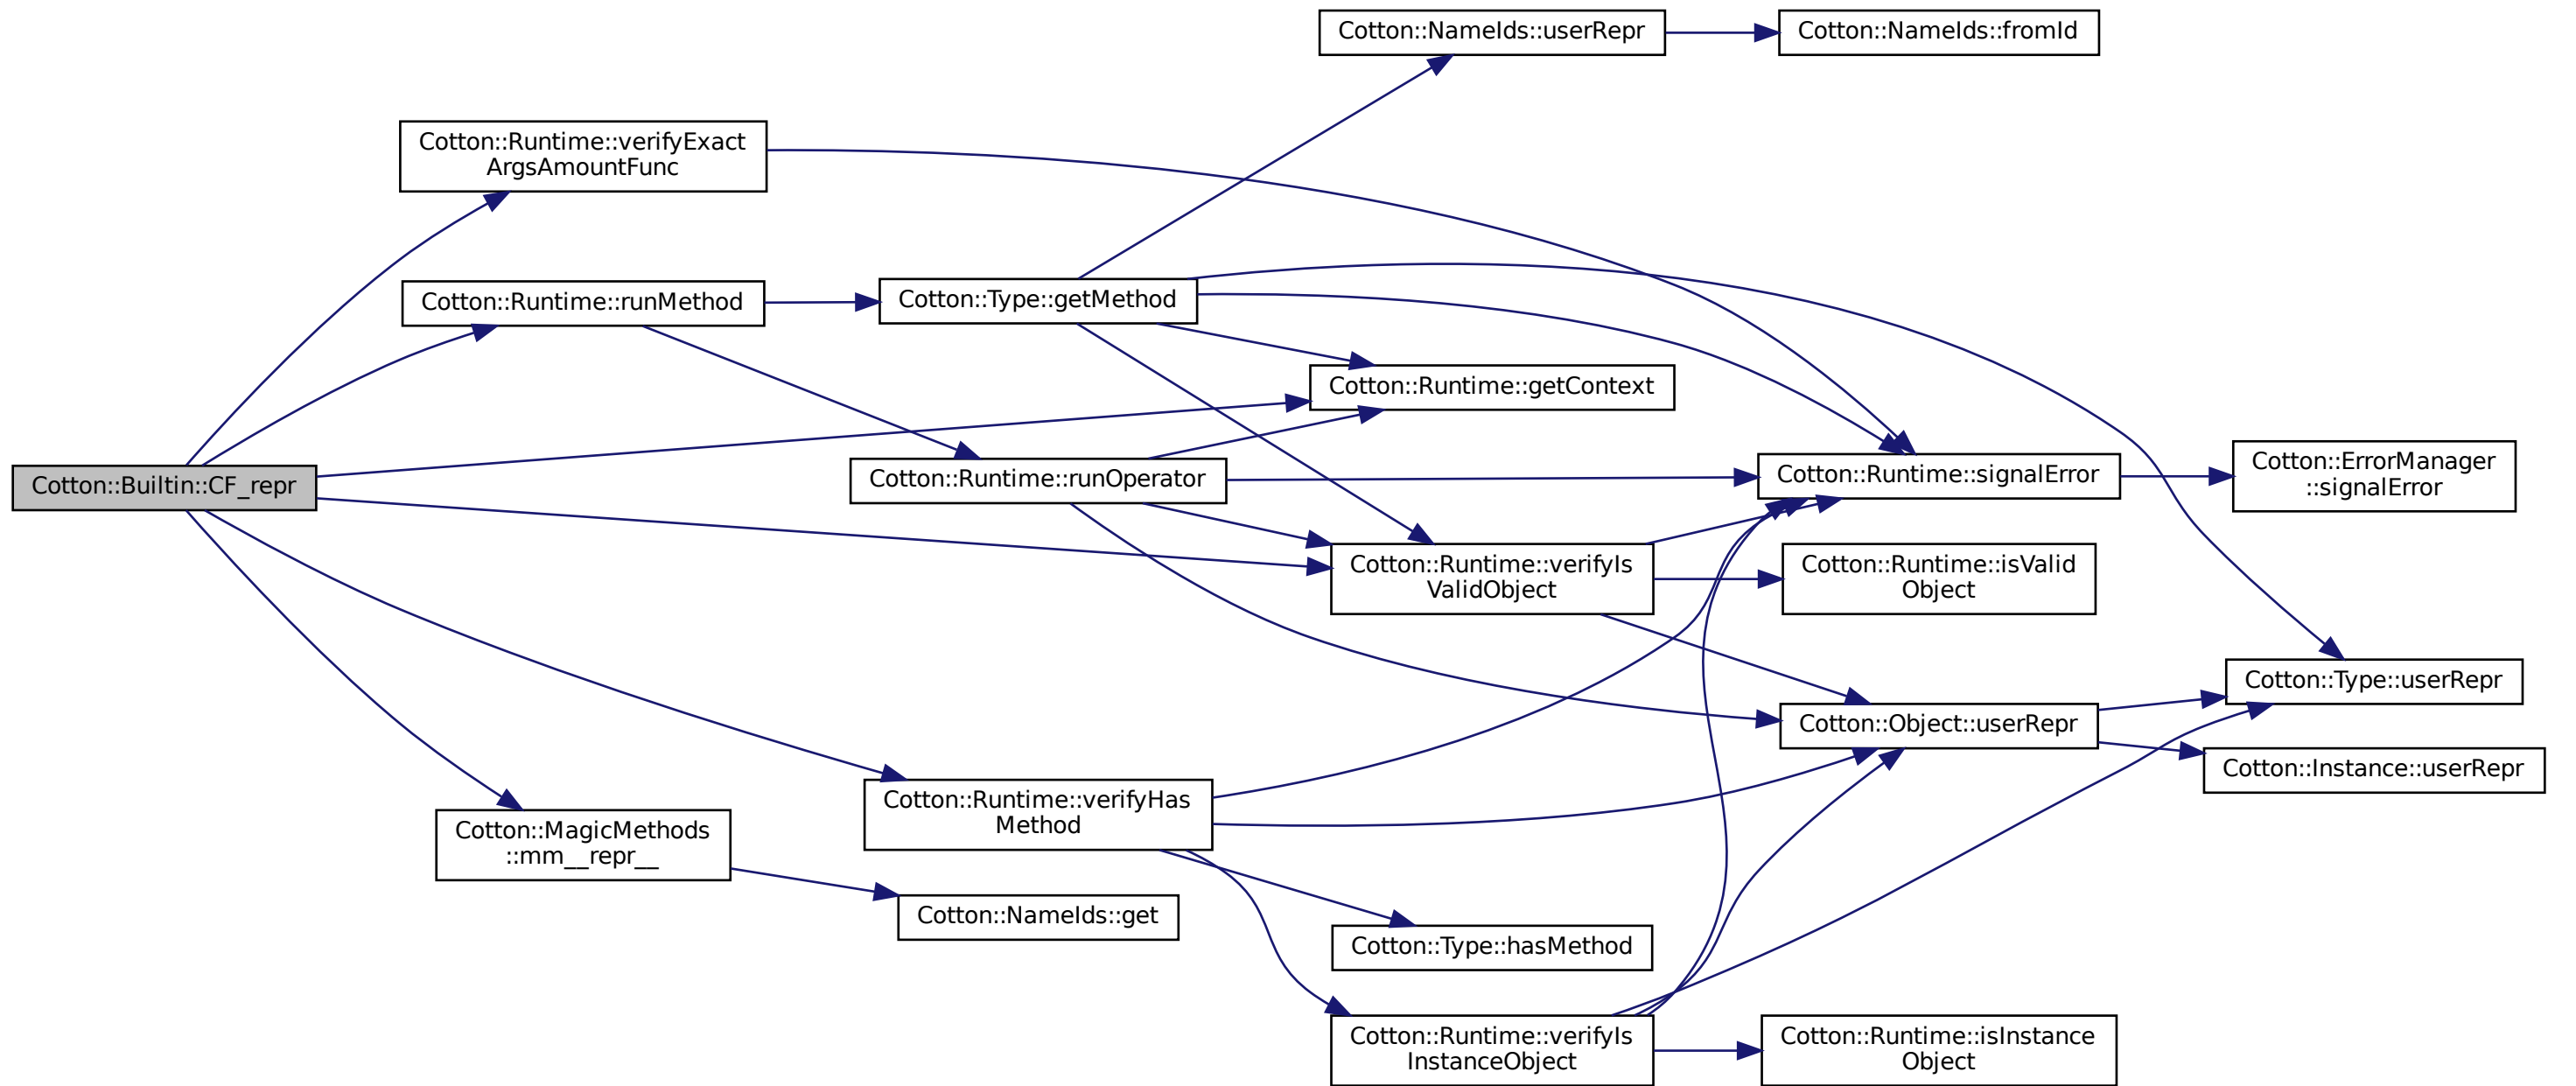 Cotton::NameIds::userRepr
Cotton::NameIds::fromId
Cotton::Runtime::verifyExact
ArgsAmountFunc
Cotton::Runtime::runMethod
Cotton::Type::getMethod
Cotton::Runtime::getContext
Cotton::Builtin::CF_repr
Cotton::Runtime::runOperator
Cotton::Runtime::signalError
Cotton::ErrorManager
::signalError
Cotton::Runtime::verifyIs
ValidObject
Cotton::Runtime::isValid
Object
Cotton::Type::userRepr
Cotton::Object::userRepr
Cotton::Instance::userRepr
Cotton::Runtime::verifyHas
Method
Cotton::MagicMethods
::mm__repr__
Cotton::NameIds::get
Cotton::Type::hasMethod
Cotton::Runtime::verifyIs
InstanceObject
Cotton::Runtime::isInstance
Object